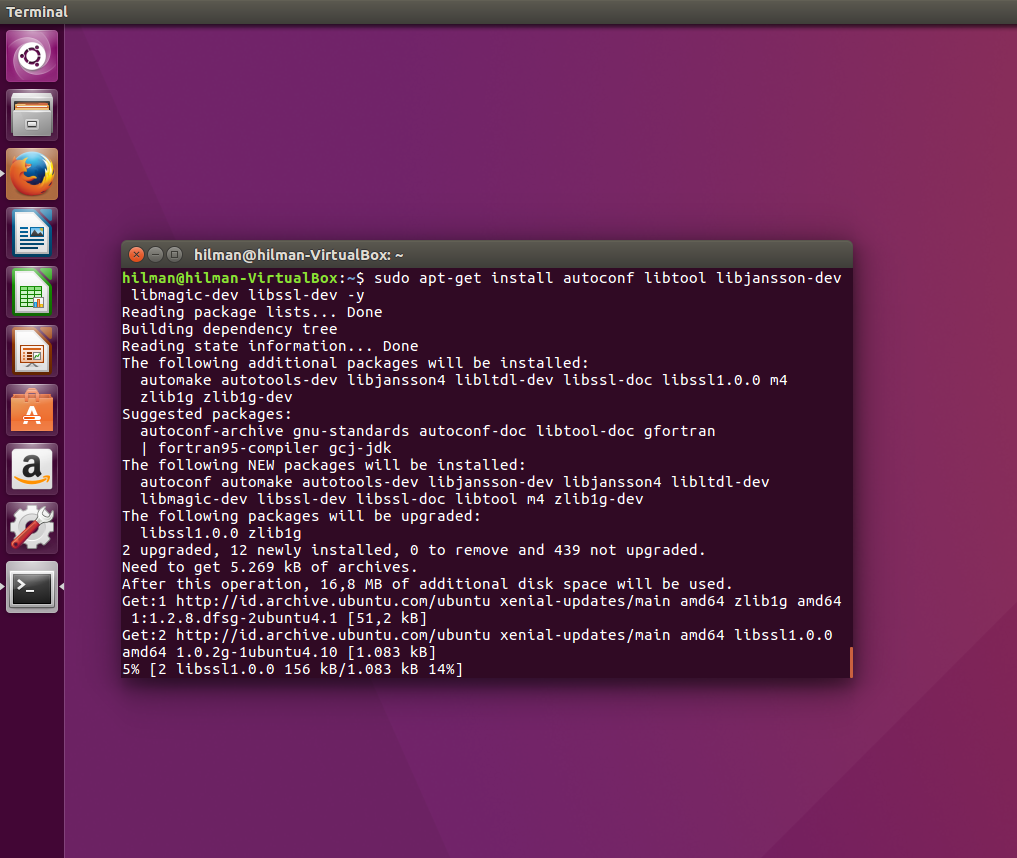 Terminal
hilman@hilman-VirtualBox: ~
hilman@hilman-VirtualBox:~$ sudo apt-get install autoconf libtool libjansson-dev
 libmagic-dev libssl-dev -y
Reading package lists... Done
Building dependency tree
Reading state information... Done
The following additional packages will be installed:
  automake autotools-dev libjansson4 libltdl-dev libssl-doc libssl1.0.0 m4
  zlib1g zlib1g-dev
Suggested packages:
  autoconf-archive gnu-standards autoconf-doc libtool-doc gfortran
  | fortran95-compiler gcj-jdk
The following NEW packages will be installed:
  autoconf automake autotools-dev libjansson-dev libjansson4 libltdl-dev
  libmagic-dev libssl-dev libssl-doc libtool m4 zlib1g-dev
The following packages will be upgraded:
  libssl1.0.0 zlib1g
2 upgraded, 12 newly installed, 0 to remove and 439 not upgraded.
Need to get 5.269 kB of archives.
After this operation, 16,8 MB of additional disk space will be used.
Get:1 http://id.archive.ubuntu.com/ubuntu xenial-updates/main amd64 zlib1g amd64
 1:1.2.8.dfsg-2ubuntu4.1 [51,2 kB]
Get:2 http://id.archive.ubuntu.com/ubuntu xenial-updates/main amd64 libssl1.0.0
amd64 1.0.2g-1ubuntu4.10 [1.083 kB]
5% [2 libssl1.0.0 156 kB/1.083 kB 14%]